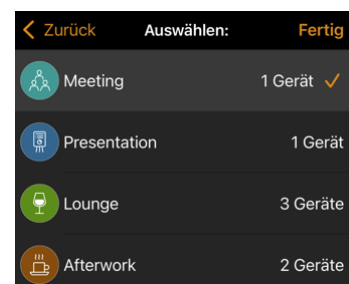 Zurück Auswählen: Fertig
Meeting 1 Gerät
Presentation 1 Gerät
Lounge 3 Geräte
Afterwork 2 Geräte